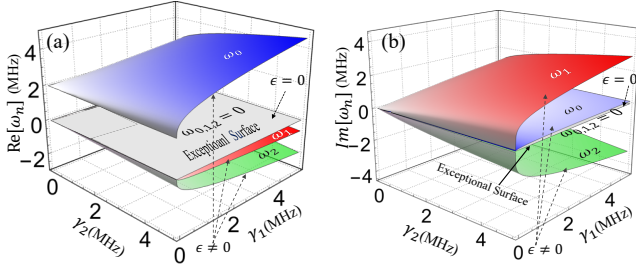 (a)
Re[ω_n] (MHz)
4
2
0
−2
ω_0
ϵ = 0
ω_{0,1,2} = 0
Exceptioanl Surface
ω_1
ω_2
ϵ ≠ 0
0
2
4
γ_2(MHz)
0
2
4
γ_1(MHz)
(b)
Im[ω_n] (MHz)
4
2
0
−2
−4
ω_1
ω_0
ω_{0,1,2}=0
ω_2
Exceptional Surface
ϵ ≠ 0
0
2
4
γ_2(MHz)
0
2
4
γ_1(MHz)